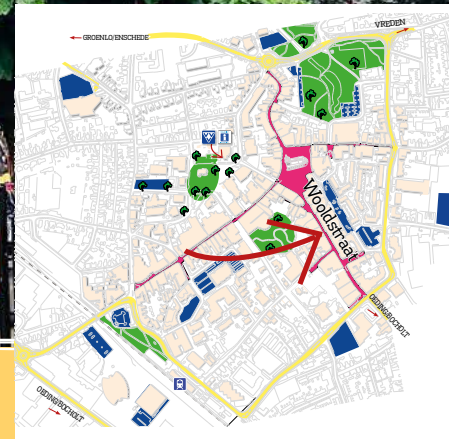 VREDEN
GROENLO/ENSCHEDE
i
Wooldstraat
OEDING/BOCHOLT
OEDING/BOCHOLT